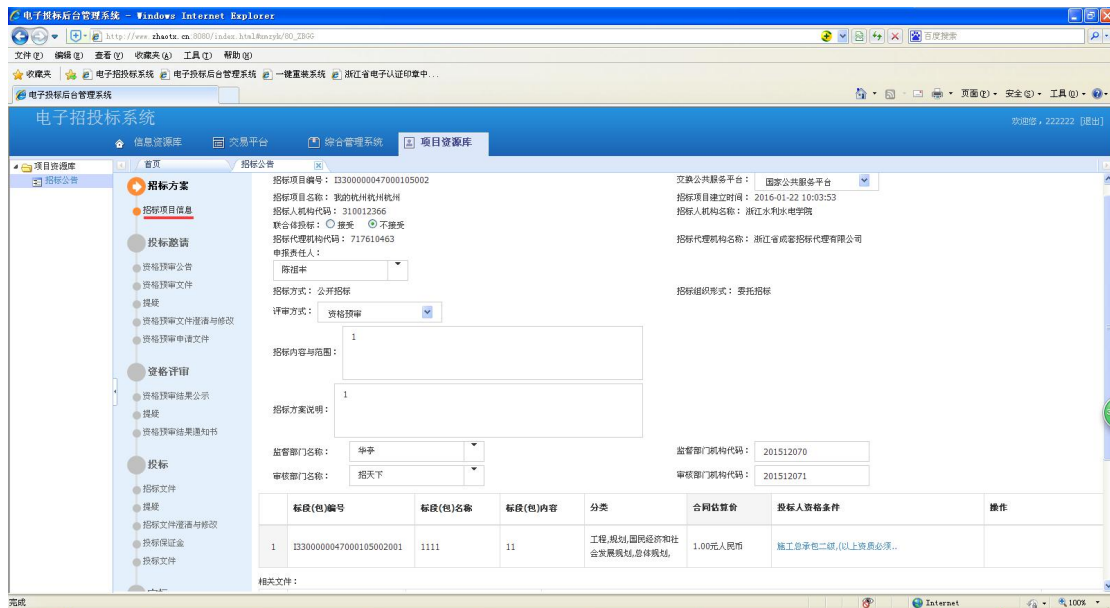 电子投标后台管理系统 - Windows Internet Explorer
http://www.zhaotx.cn:8080/index.html#xmzyk/80_ZBGG
百度搜索
文件(F) 编辑(E) 查看(V) 收藏夹(A) 工具(T) 帮助(H)
收藏夹 电子招投标系统 电子投标后台管理系统 一键重装系统 浙江省电子认证印章中...
电子投标后台管理系统
页面(P) 安全(S) 工具(O)
电子招投标系统
欢迎您，222222 [退出]
信息资源库 交易平台 综合管理系统 项目资源库
项目资源库
招标公告
首页 招标公告
招标方案
招标项目信息
投标邀请
资格预审公告
资格预审文件
提疑
资格预审文件澄清与修改
资格预审申请文件
资格评审
资格预审结果公示
提疑
资格预审结果通知书
投标
招标文件
提疑
招标文件澄清与修改
投标保证金
投标文件
招标项目编号： I3300000047000105002 交换公共服务平台： 国家公共服务平台
招标项目名称： 我的杭州杭州杭州 招标项目建立时间： 2016-01-22 10:03:53
招标人机构代码： 310012366 招标人机构名称： 浙江水利水电学院
联合体投标： 接受 不接受
招标代理机构代码： 717610463 招标代理机构名称： 浙江省成套招标代理有限公司
申报责任人：
陈祖丰
招标方式： 公开招标 招标组织形式： 委托招标
评审方式： 资格预审
招标内容与范围： 1
招标方案说明： 1
监督部门名称： 华夲 监督部门机构代码： 201512070
审核部门名称： 招天下 审核部门机构代码： 201512071
标段(包)编号 标段(包)名称 标段(包)内容 分类 合同估算价 投标人资格条件 操作
1 I3300000047000105002001 1111 11 工程,规划,国民经济和社会发展规划,总体规划, 1.00元人民币 施工总承包二级,(以上资质必须..
相关文件：
完成 Internet 100%